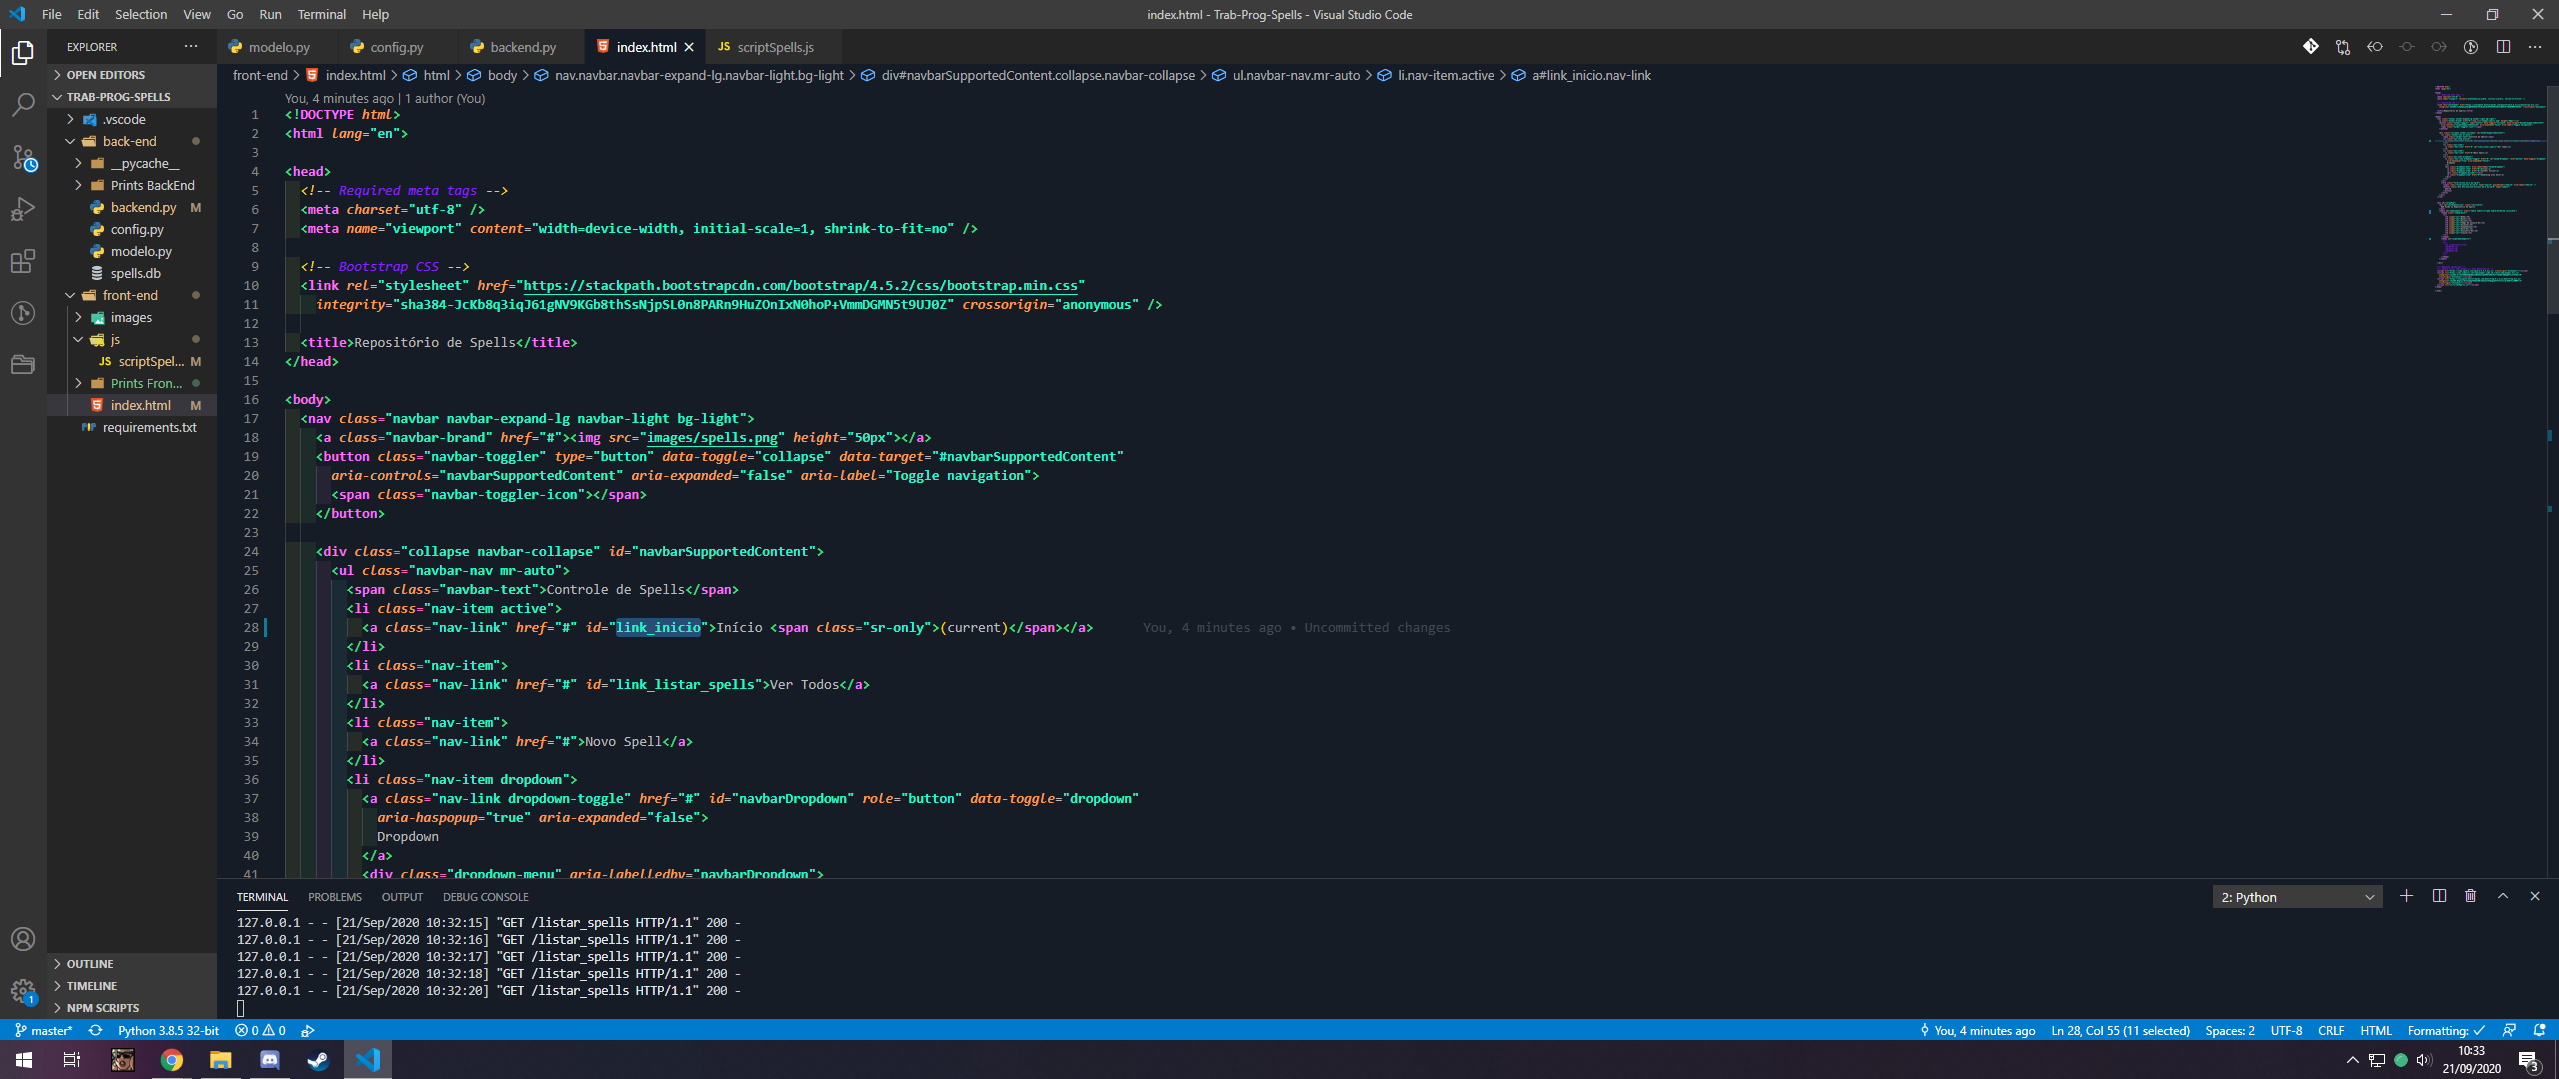 File Edit Selection View Go Run Terminal Help
index.html - Trab-Prog-Spells - Visual Studio Code
EXPLORER
modelo.py config.py backend.py index.html JS scriptSpells.js
front-end > index.html > html > body > nav.navbar.navbar-expand-lg.navbar-light.bg-light > div#navbarSupportedContent.collapse.navbar-collapse > ul.navbar-nav.mr-auto > li.nav-item.active > a#link_inicio.nav-link
OPEN EDITORS
TRAB-PROG-SPELLS
.vscode
back-end
__pycache__
Prints BackEnd
backend.py M
config.py
modelo.py
spells.db
front-end
images
js
JS scriptSpel... M
Prints Fron...
index.html M
requirements.txt
OUTLINE
TIMELINE
NPM SCRIPTS
You, 4 minutes ago | 1 author (You)
1 <!DOCTYPE html>
2 <html lang="en">
3
4 <head>
5 <!-- Required meta tags -->
6 <meta charset="utf-8" />
7 <meta name="viewport" content="width=device-width, initial-scale=1, shrink-to-fit=no" />
8
9 <!-- Bootstrap CSS -->
10 <link rel="stylesheet" href="https://stackpath.bootstrapcdn.com/bootstrap/4.5.2/css/bootstrap.min.css"
11 integrity="sha384-JcKb8q3iqJ61gNV9KGb8thSsNjpSL0n8PARn9HuZOnIxN0hoP+VmmDGMN5t9UJ0Z" crossorigin="anonymous" />
12
13 <title>Repositório de Spells</title>
14 </head>
15
16 <body>
17 <nav class="navbar navbar-expand-lg navbar-light bg-light">
18 <a class="navbar-brand" href="#"><img src="images/spells.png" height="50px"></a>
19 <button class="navbar-toggler" type="button" data-toggle="collapse" data-target="#navbarSupportedContent"
20 aria-controls="navbarSupportedContent" aria-expanded="false" aria-label="Toggle navigation">
21 <span class="navbar-toggler-icon"></span>
22 </button>
23
24 <div class="collapse navbar-collapse" id="navbarSupportedContent">
25 <ul class="navbar-nav mr-auto">
26 <span class="navbar-text">Controle de Spells</span>
27 <li class="nav-item active">
28 <a class="nav-link" href="#" id="link_inicio">Início <span class="sr-only">(current)</span></a> You, 4 minutes ago • Uncommitted changes
29 </li>
30 <li class="nav-item">
31 <a class="nav-link" href="#" id="link_listar_spells">Ver Todos</a>
32 </li>
33 <li class="nav-item">
34 <a class="nav-link" href="#">Novo Spell</a>
35 </li>
36 <li class="nav-item dropdown">
37 <a class="nav-link dropdown-toggle" href="#" id="navbarDropdown" role="button" data-toggle="dropdown"
38 aria-haspopup="true" aria-expanded="false">
39 Dropdown
40 </a>
41 <div class="dropdown-menu" aria-labelledby="navbarDropdown">
TERMINAL PROBLEMS OUTPUT DEBUG CONSOLE
2: Python
127.0.0.1 - - [21/Sep/2020 10:32:15] "GET /listar_spells HTTP/1.1" 200 -
127.0.0.1 - - [21/Sep/2020 10:32:16] "GET /listar_spells HTTP/1.1" 200 -
127.0.0.1 - - [21/Sep/2020 10:32:17] "GET /listar_spells HTTP/1.1" 200 -
127.0.0.1 - - [21/Sep/2020 10:32:18] "GET /listar_spells HTTP/1.1" 200 -
127.0.0.1 - - [21/Sep/2020 10:32:20] "GET /listar_spells HTTP/1.1" 200 -
1
master* Python 3.8.5 32-bit 0 0
You, 4 minutes ago Ln 28, Col 55 (11 selected) Spaces: 2 UTF-8 CRLF HTML Formatting: ✓
10:33
21/09/2020
3